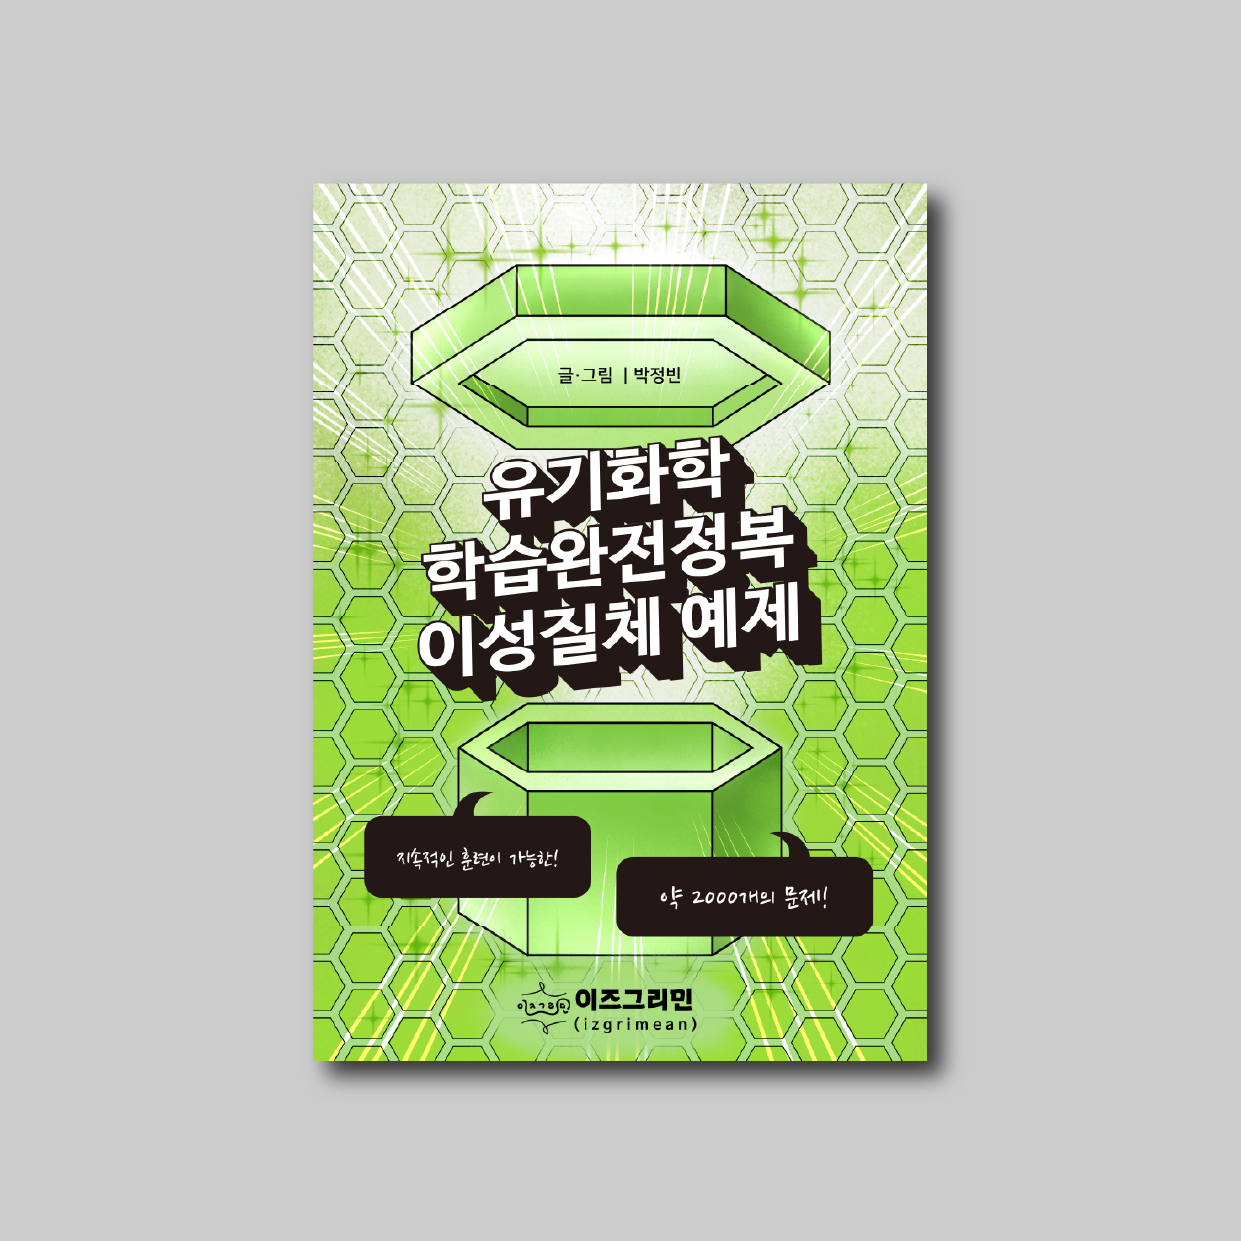 글·그림 | 박정빈
유기화학
학습완전정복
이성질체 예제
지속적인 훈련이 가능한!
약 2000개의 문제!
이즈그리민
이즈그리민
(izgrimean)